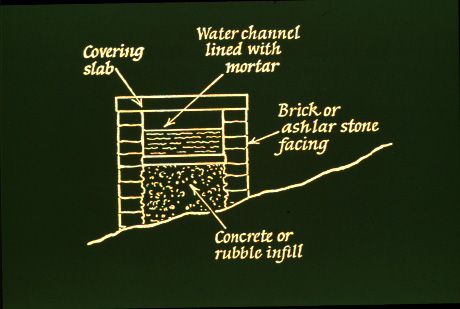 Covering
slab
Water channel
lined with
mortar
Brick or
ashlar stone
facing
Concrete or
rubble infill